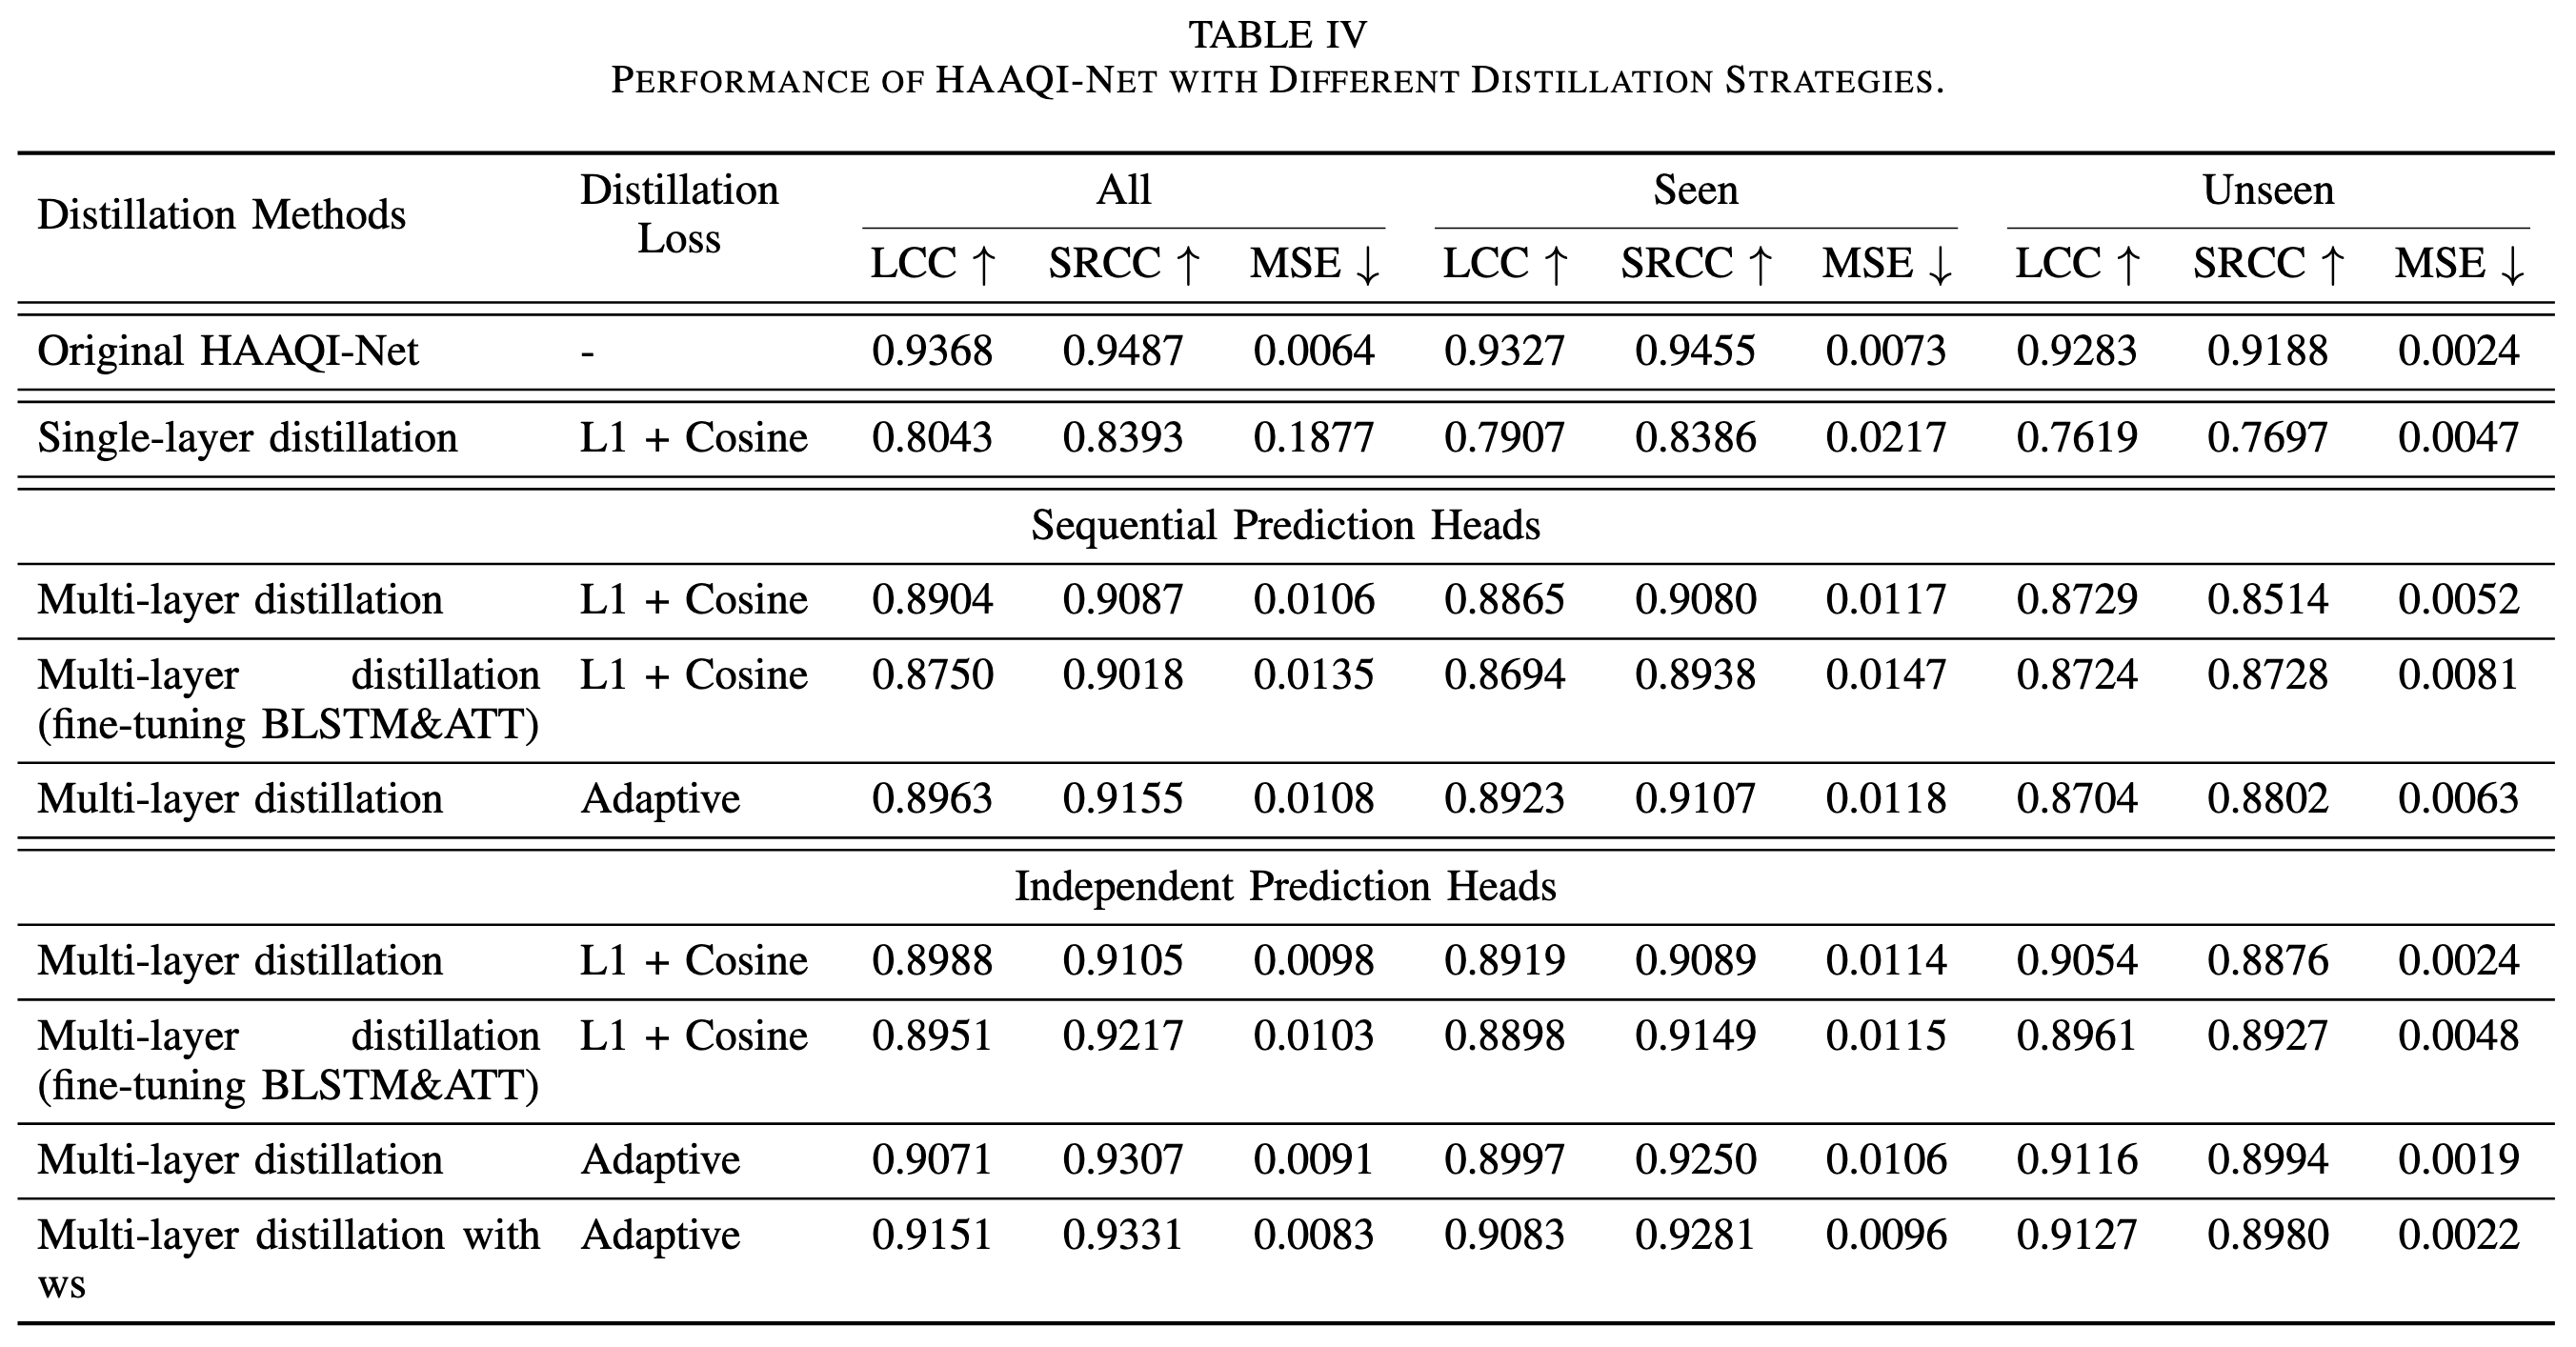 TABLE IV
PERFORMANCE OF HAAQI-NET WITH DIFFERENT DISTILLATION STRATEGIES.
Distillation Methods Distillation Loss All Seen Unseen
LCC ↑ SRCC ↑ MSE ↓ LCC ↑ SRCC ↑ MSE ↓ LCC ↑ SRCC ↑ MSE ↓
Original HAAQI-Net - 0.9368 0.9487 0.0064 0.9327 0.9455 0.0073 0.9283 0.9188 0.0024
Single-layer distillation L1 + Cosine 0.8043 0.8393 0.1877 0.7907 0.8386 0.0217 0.7619 0.7697 0.0047
Sequential Prediction Heads
Multi-layer distillation L1 + Cosine 0.8904 0.9087 0.0106 0.8865 0.9080 0.0117 0.8729 0.8514 0.0052
Multi-layer distillation L1 + Cosine 0.8750 0.9018 0.0135 0.8694 0.8938 0.0147 0.8724 0.8728 0.0081
(fine-tuning BLSTM&ATT)
Multi-layer distillation Adaptive 0.8963 0.9155 0.0108 0.8923 0.9107 0.0118 0.8704 0.8802 0.0063
Independent Prediction Heads
Multi-layer distillation L1 + Cosine 0.8988 0.9105 0.0098 0.8919 0.9089 0.0114 0.9054 0.8876 0.0024
Multi-layer distillation L1 + Cosine 0.8951 0.9217 0.0103 0.8898 0.9149 0.0115 0.8961 0.8927 0.0048
(fine-tuning BLSTM&ATT)
Multi-layer distillation Adaptive 0.9071 0.9307 0.0091 0.8997 0.9250 0.0106 0.9116 0.8994 0.0019
Multi-layer distillation with Adaptive 0.9151 0.9331 0.0083 0.9083 0.9281 0.0096 0.9127 0.8980 0.0022
ws